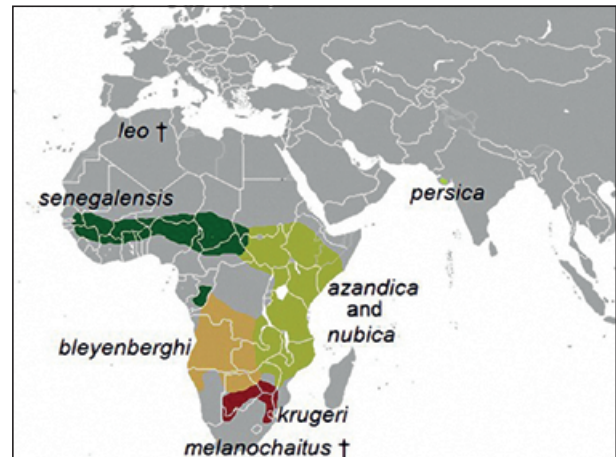 leo †
senegalensis
persica
azandica
and
nubica
bleyenberghi
krugeri
melanochaitus †